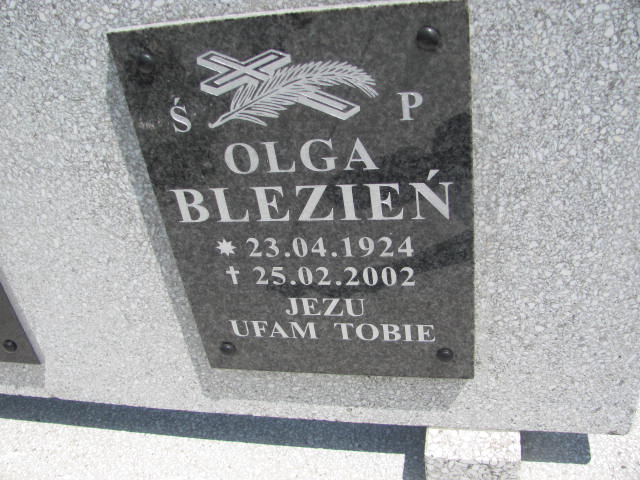 Ś P
OLGA
BLEZIEŃ
23.04.1924
25.02.2002
JEZU
UFAM TOBIE